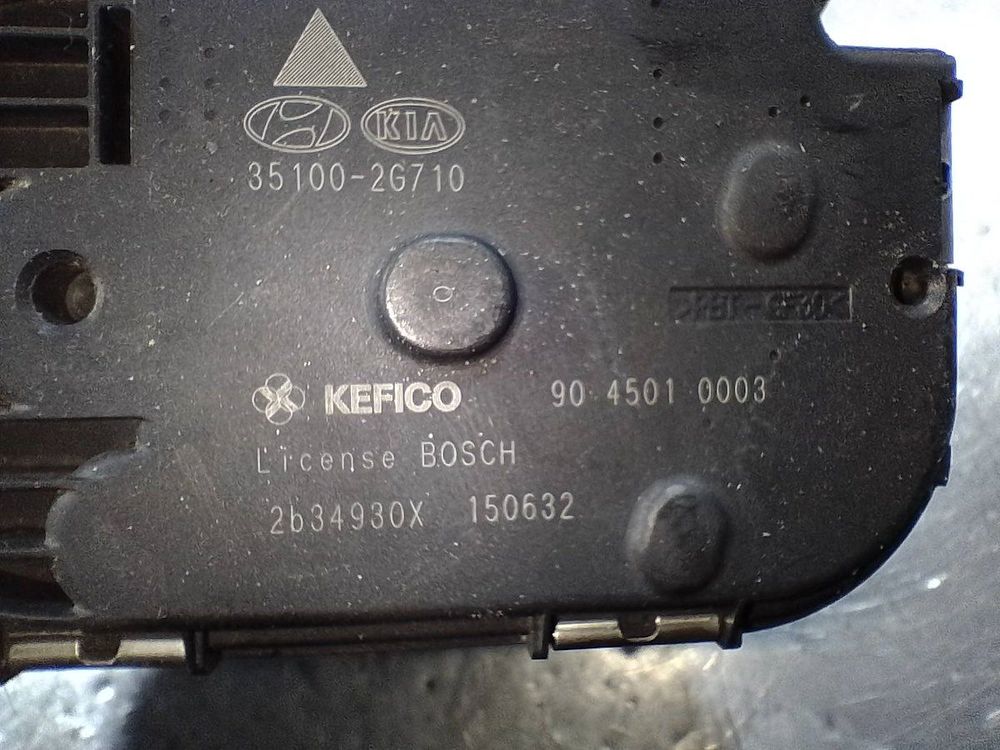 KIA
35100-2G710
KEFICO 90 4501 0003
License BOSCH
2b34930X 150632